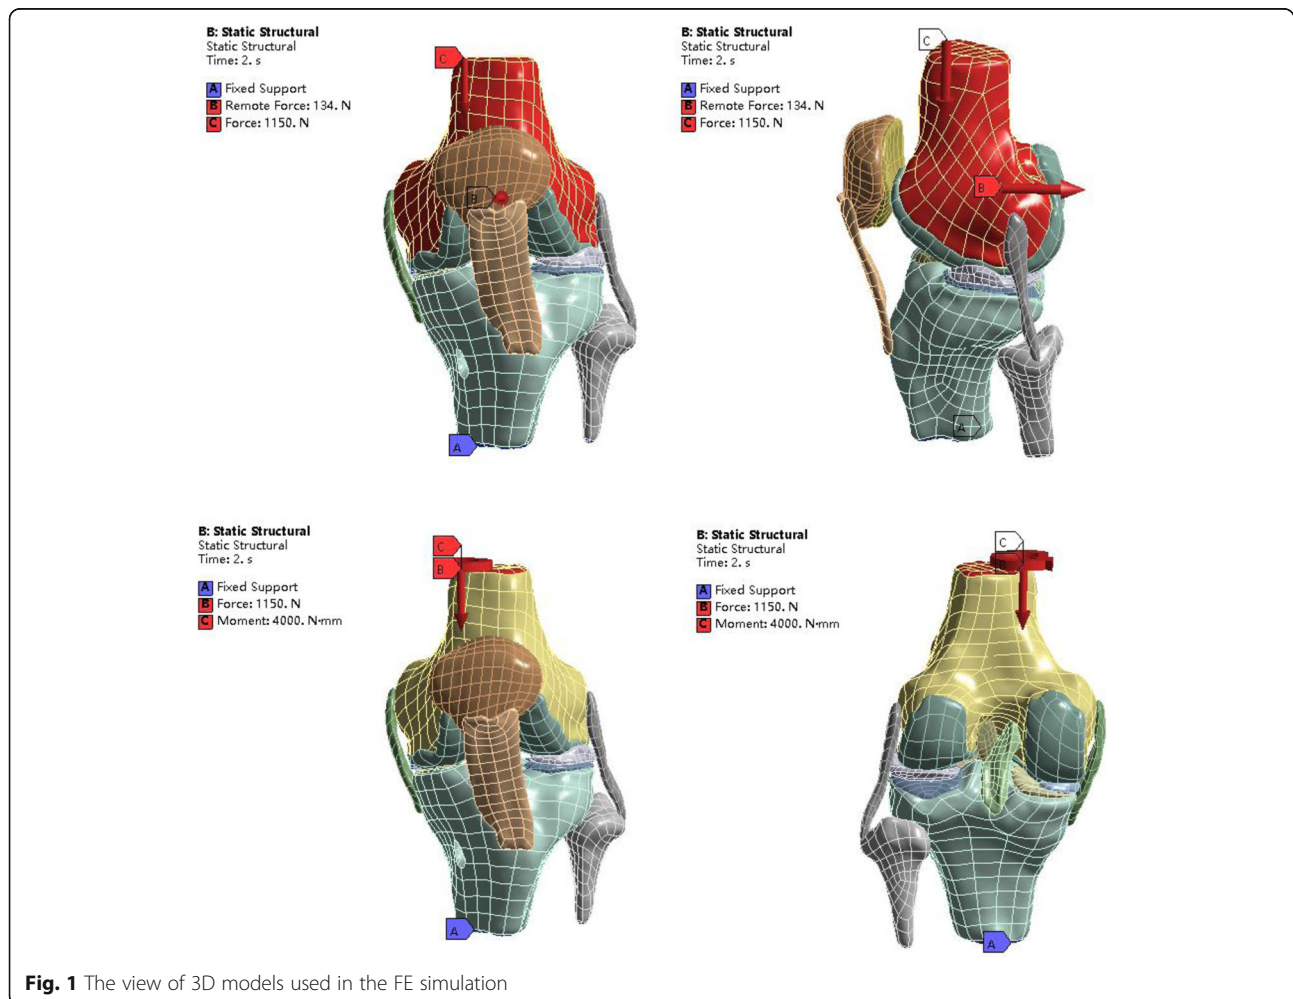 B: Static Structural
Static Structural
Time: 2. s
A Fixed Support
B Remote Force: 134. N
C Force: 1150. N
C
B
A
B: Static Structural
Static Structural
Time: 2. s
A Fixed Support
B Remote Force: 134. N
C Force: 1150. N
C
B
A
B: Static Structural
Static Structural
Time: 2. s
A Fixed Support
B Force: 1150. N
C Moment: 4000. N·mm
C
B
A
B: Static Structural
Static Structural
Time: 2. s
A Fixed Support
B Force: 1150. N
C Moment: 4000. N·mm
C
B
A
Fig. 1 The view of 3D models used in the FE simulation